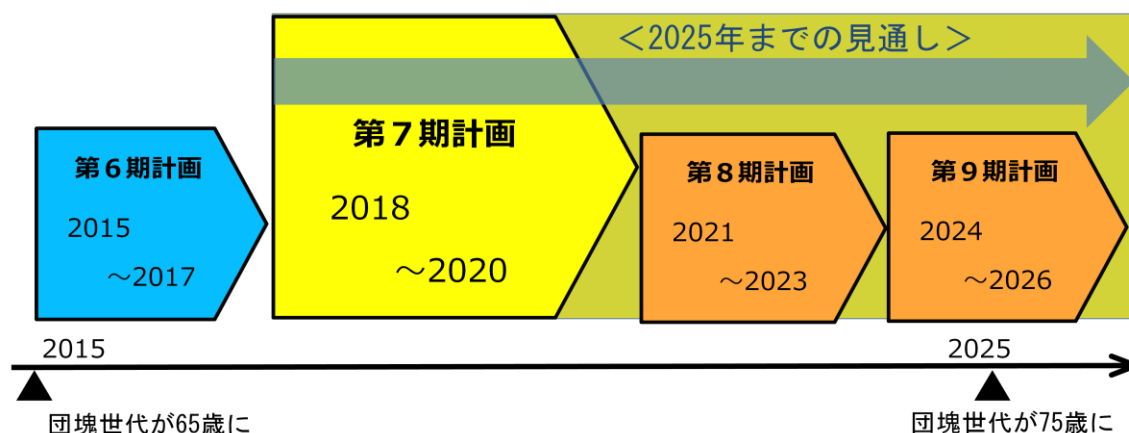 <2025年までの見通し>
第6期計画
2015
～2017
第7期計画
2018
～2020
第8期計画
2021
～2023
第9期計画
2024
～2026
2015
2025
団塊世代が65歳に
団塊世代が75歳に